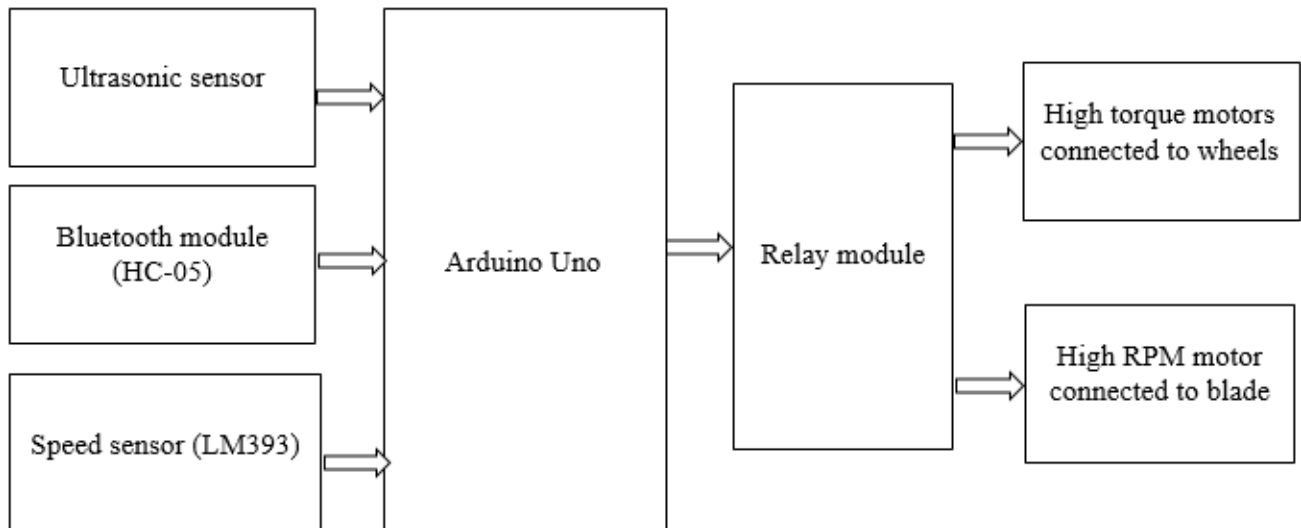 Ultrasonic sensor
Bluetooth module
(HC-05)
Speed sensor (LM393)
Arduino Uno
Relay module
High torque motors
connected to wheels
High RPM motor
connected to blade